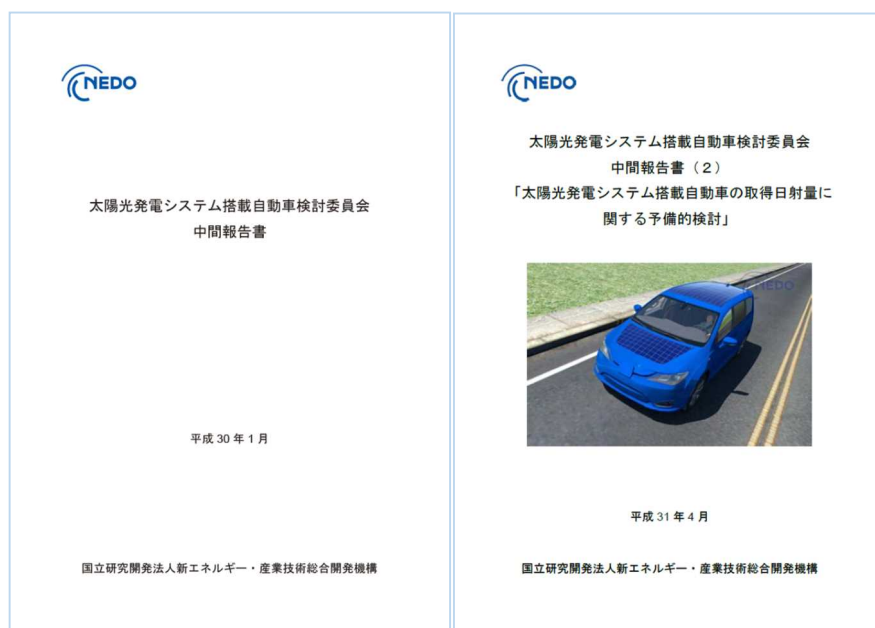 NEDO
太陽光発電システム搭載自動車検討委員会
中間報告書
平成 30 年 1 月
国立研究開発法人新エネルギー・産業技術総合開発機構
NEDO
太陽光発電システム搭載自動車検討委員会
中間報告書（２）
「太陽光発電システム搭載自動車の取得日射量に
関する予備的検討」
NEDO
平成 31 年 4 月
国立研究開発法人新エネルギー・産業技術総合開発機構